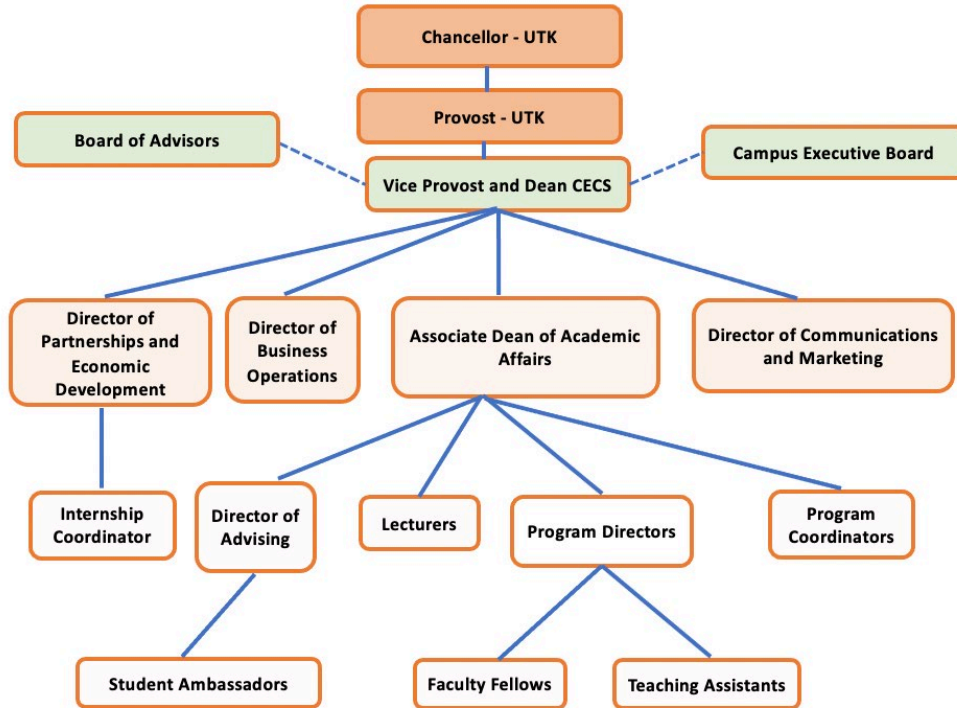 Chancellor - UTK
Provost - UTK
Board of Advisors
Campus Executive Board
Vice Provost and Dean CECS
Director of
Partnerships and
Economic
Development
Director of
Business
Operations
Associate Dean of Academic
Affairs
Director of Communications
and Marketing
Internship
Coordinator
Director of
Advising
Lecturers
Program Directors
Program
Coordinators
Student Ambassadors
Faculty Fellows
Teaching Assistants